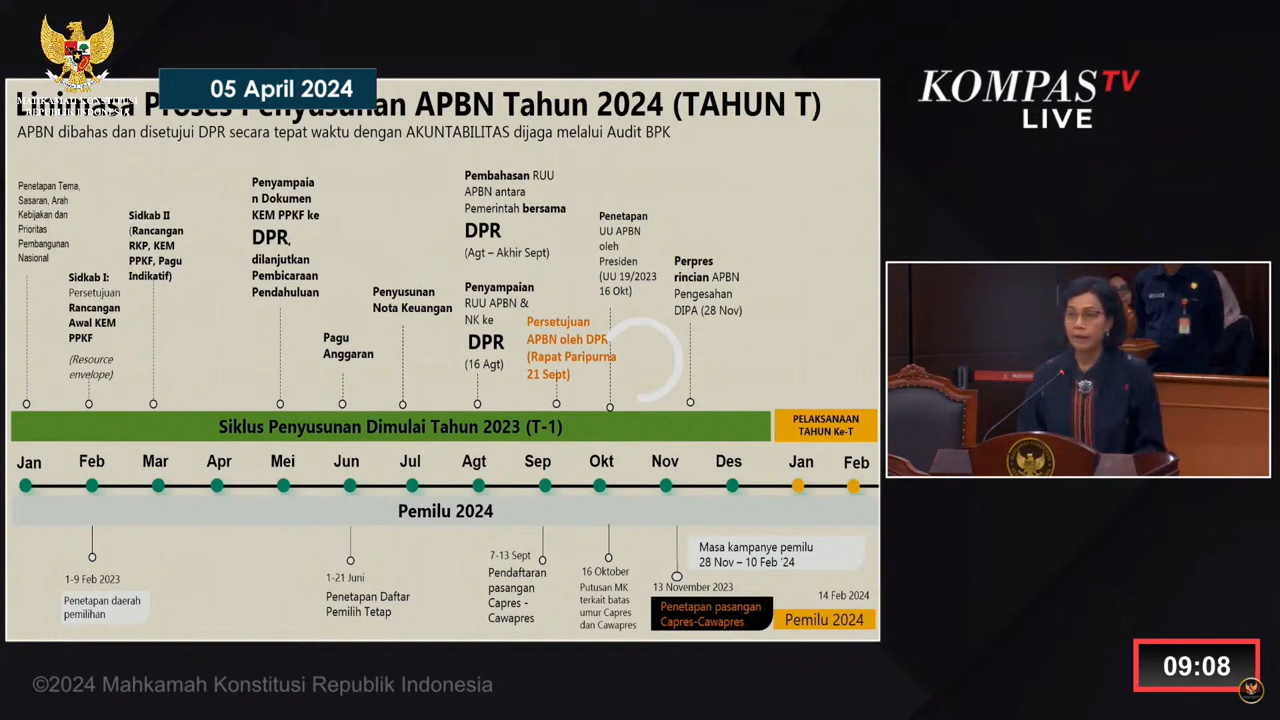 05 April 2024
MAHKAMAH KONSTITUSI
REPUBLIK INDONESIA
Proses Penyusunan APBN Tahun 2024 (TAHUN T)
APBN dibahas dan disetujui DPR secara tepat waktu dengan AKUNTABILITAS dijaga melalui Audit BPK
KOMPAS TV
LIVE
Penetapan Tema,
Sasaran, Arah
Kebijakan dan
Prioritas
Pembangunan
Nasional
Sidkab I:
Persetujuan
Rancangan
Awal KEM
PPKF
(Resource
envelope)
Sidkab II
(Rancangan
RKP, KEM
PPKF, Pagu
Indikatif)
Penyampaia
n Dokumen
KEM PPKF ke
DPR,
dilanjutkan
Pembicaraan
Pendahuluan
Pagu
Anggaran
Penyusunan
Nota Keuangan
Pembahasan RUU
APBN antara
Pemerintah bersama
DPR
(Agt – Akhir Sept)
Penyampaian
RUU APBN &
NK ke
DPR
(16 Agt)
Persetujuan
APBN oleh DPR
(Rapat Paripurna
21 Sept)
Penetapan
UU APBN
oleh
Presiden
(UU 19/2023
16 Okt)
Perpres
rincian APBN
Pengesahan
DIPA (28 Nov)
Siklus Penyusunan Dimulai Tahun 2023 (T-1)
PELAKSANAAN
TAHUN Ke-T
Jan Feb Mar Apr Mei Jun Jul Agt Sep Okt Nov Des Jan Feb
Pemilu 2024
1-9 Feb 2023
Penetapan daerah
pemilihan
1-21 Juni
Penetapan Daftar
Pemilih Tetap
7-13 Sept
Pendaftaran
pasangan
Capres -
Cawapres
16 Oktober
Putusan MK
terkait batas
umur Capres
dan Cawapres
13 November 2023
Penetapan pasangan
Capres-Cawapres
Masa kampanye pemilu
28 Nov – 10 Feb '24
14 Feb 2024
Pemilu 2024
09:08
©2024 Mahkamah Konstitusi Republik Indonesia